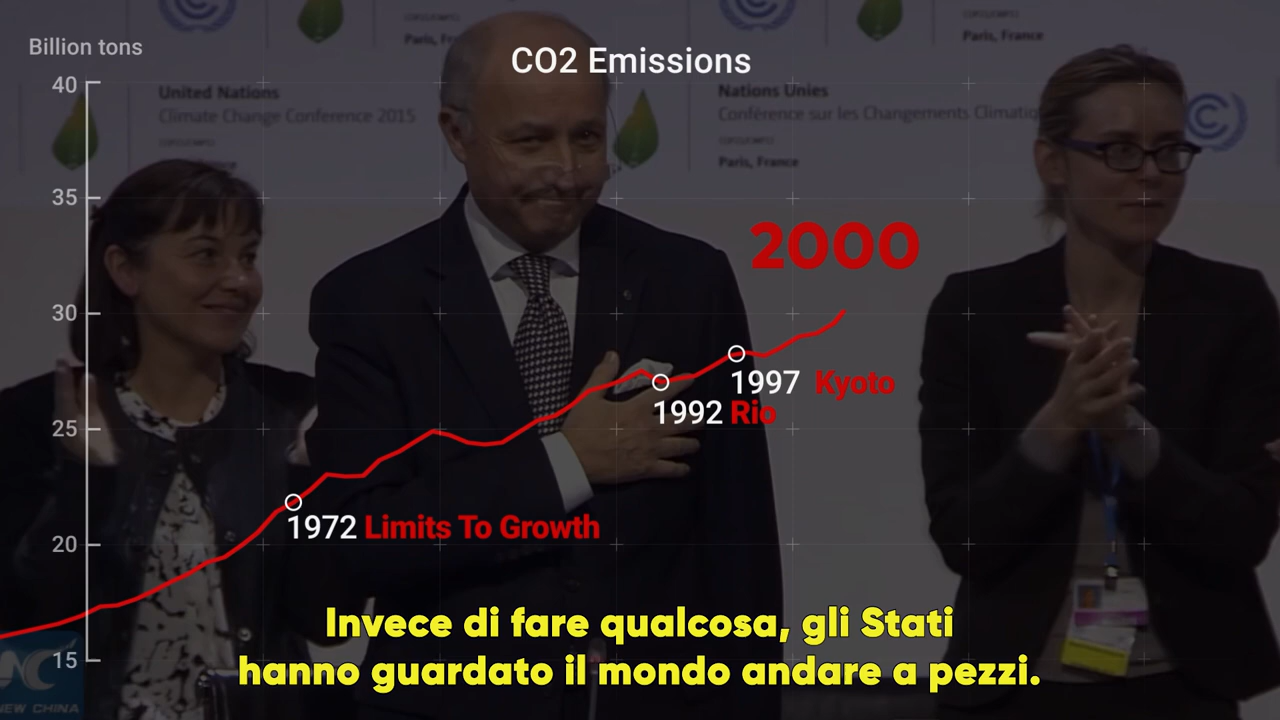 Billion tons
CO2 Emissions
Paris, France
40
United Nations
Climate Change Conference 2015
Nations Unies
Conférence sur les Changements Climatiq
Paris, France
35
2000
30
1997 Kyoto
1992 Rio
25
1972 Limits To Growth
20
Invece di fare qualcosa, gli Stati
hanno guardato il mondo andare a pezzi.
15
NEW CHINA